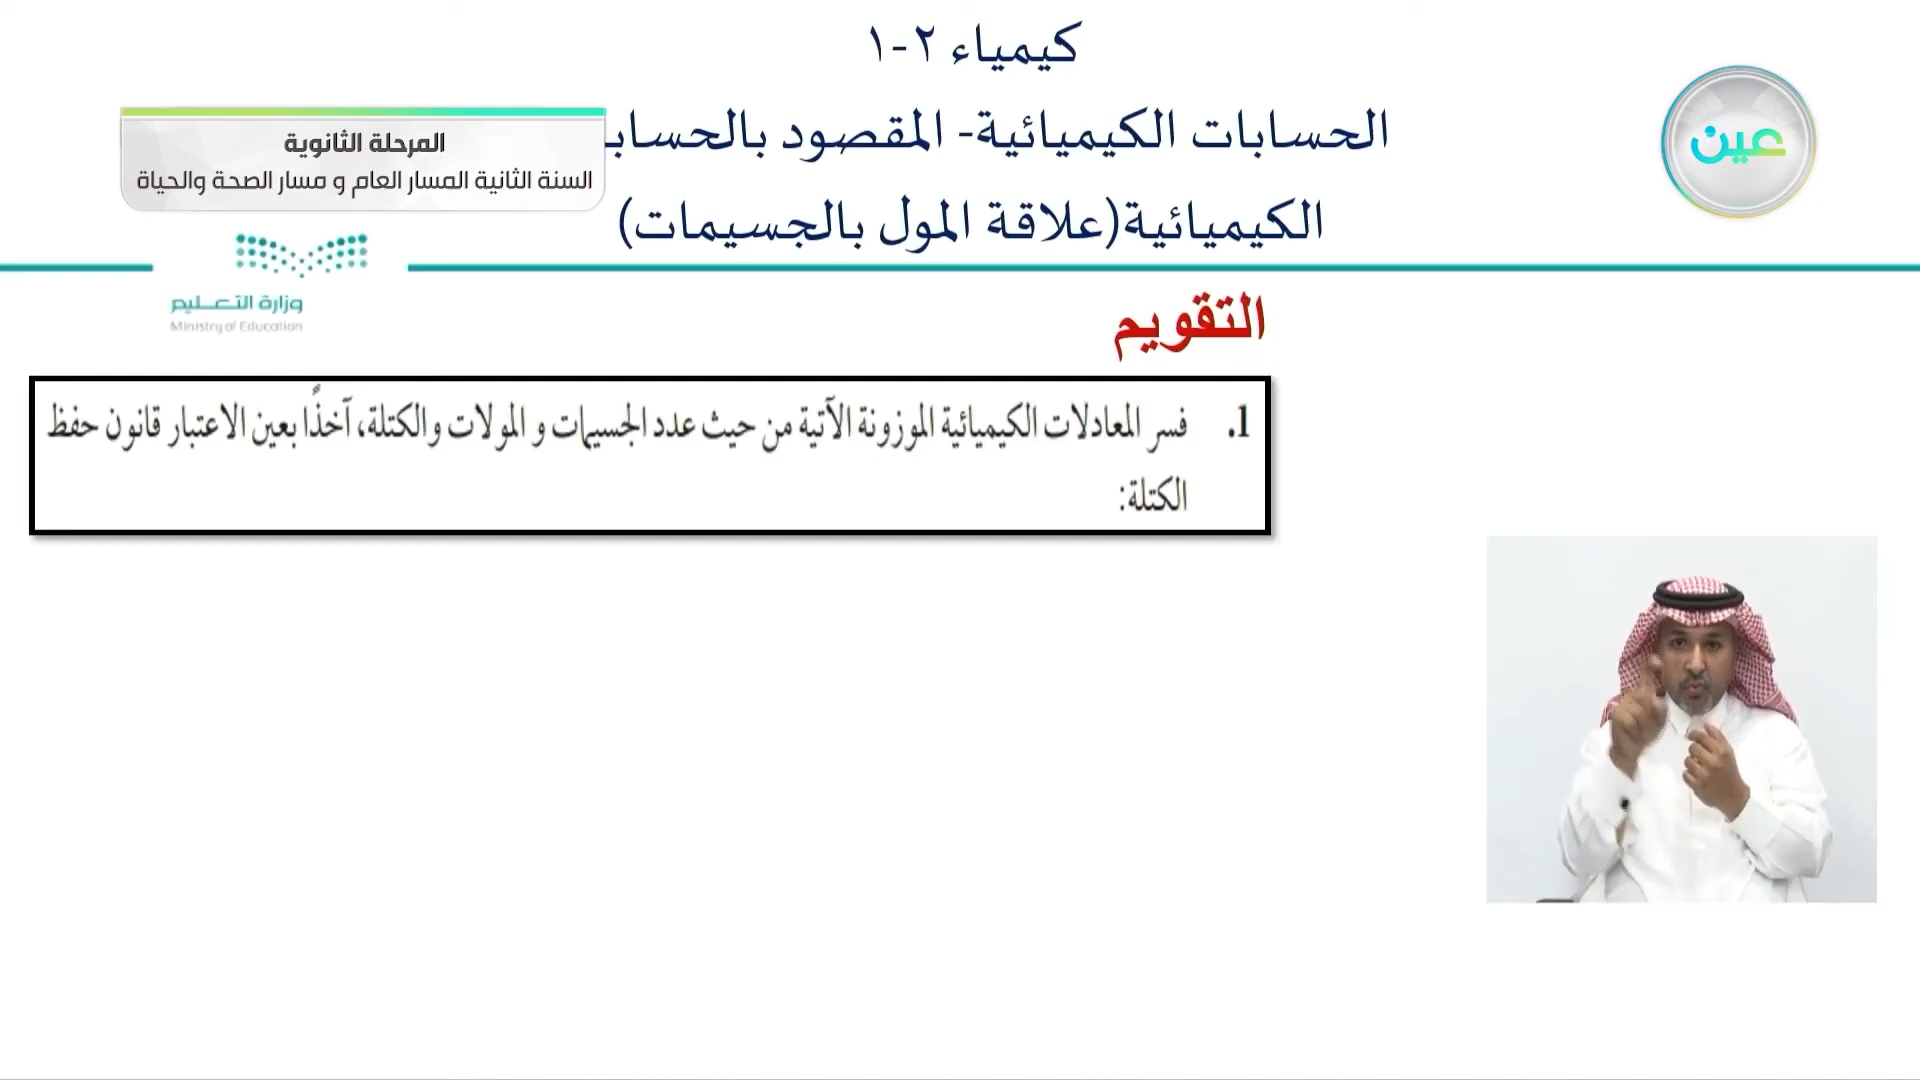 كيمياء ٢-١
الحسابات الكيميائية- المقصود بالحساب
الكيميائية(علاقة المول بالجسيمات)
المرحلة الثانوية
السنة الثانية المسار العام و مسار الصحة والحياة
عين
وزارة التعليم
Ministry of Education
التقويم
1. فسر المعادلات الكيميائية الموزونة الآتية من حيث عدد الجسيمات و المولات والكتلة، آخذًا بعين الاعتبار قانون حفظ
الكتلة: